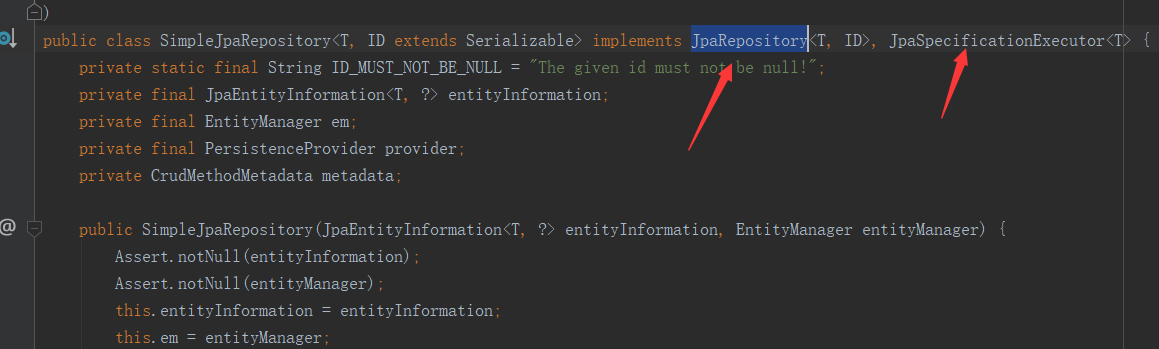 )
public class SimpleJpaRepository<T, ID extends Serializable> implements JpaRepository<T, ID>, JpaSpecificationExecutor<T> {
private static final String ID_MUST_NOT_BE_NULL = "The given id must not be null!";
private final JpaEntityInformation<T, ?> entityInformation;
private final EntityManager em;
private final PersistenceProvider provider;
private CrudMethodMetadata metadata;
@
public SimpleJpaRepository(JpaEntityInformation<T, ?> entityInformation, EntityManager entityManager) {
Assert.notNull(entityInformation);
Assert.notNull(entityManager);
this.entityInformation = entityInformation;
this.em = entityManager;